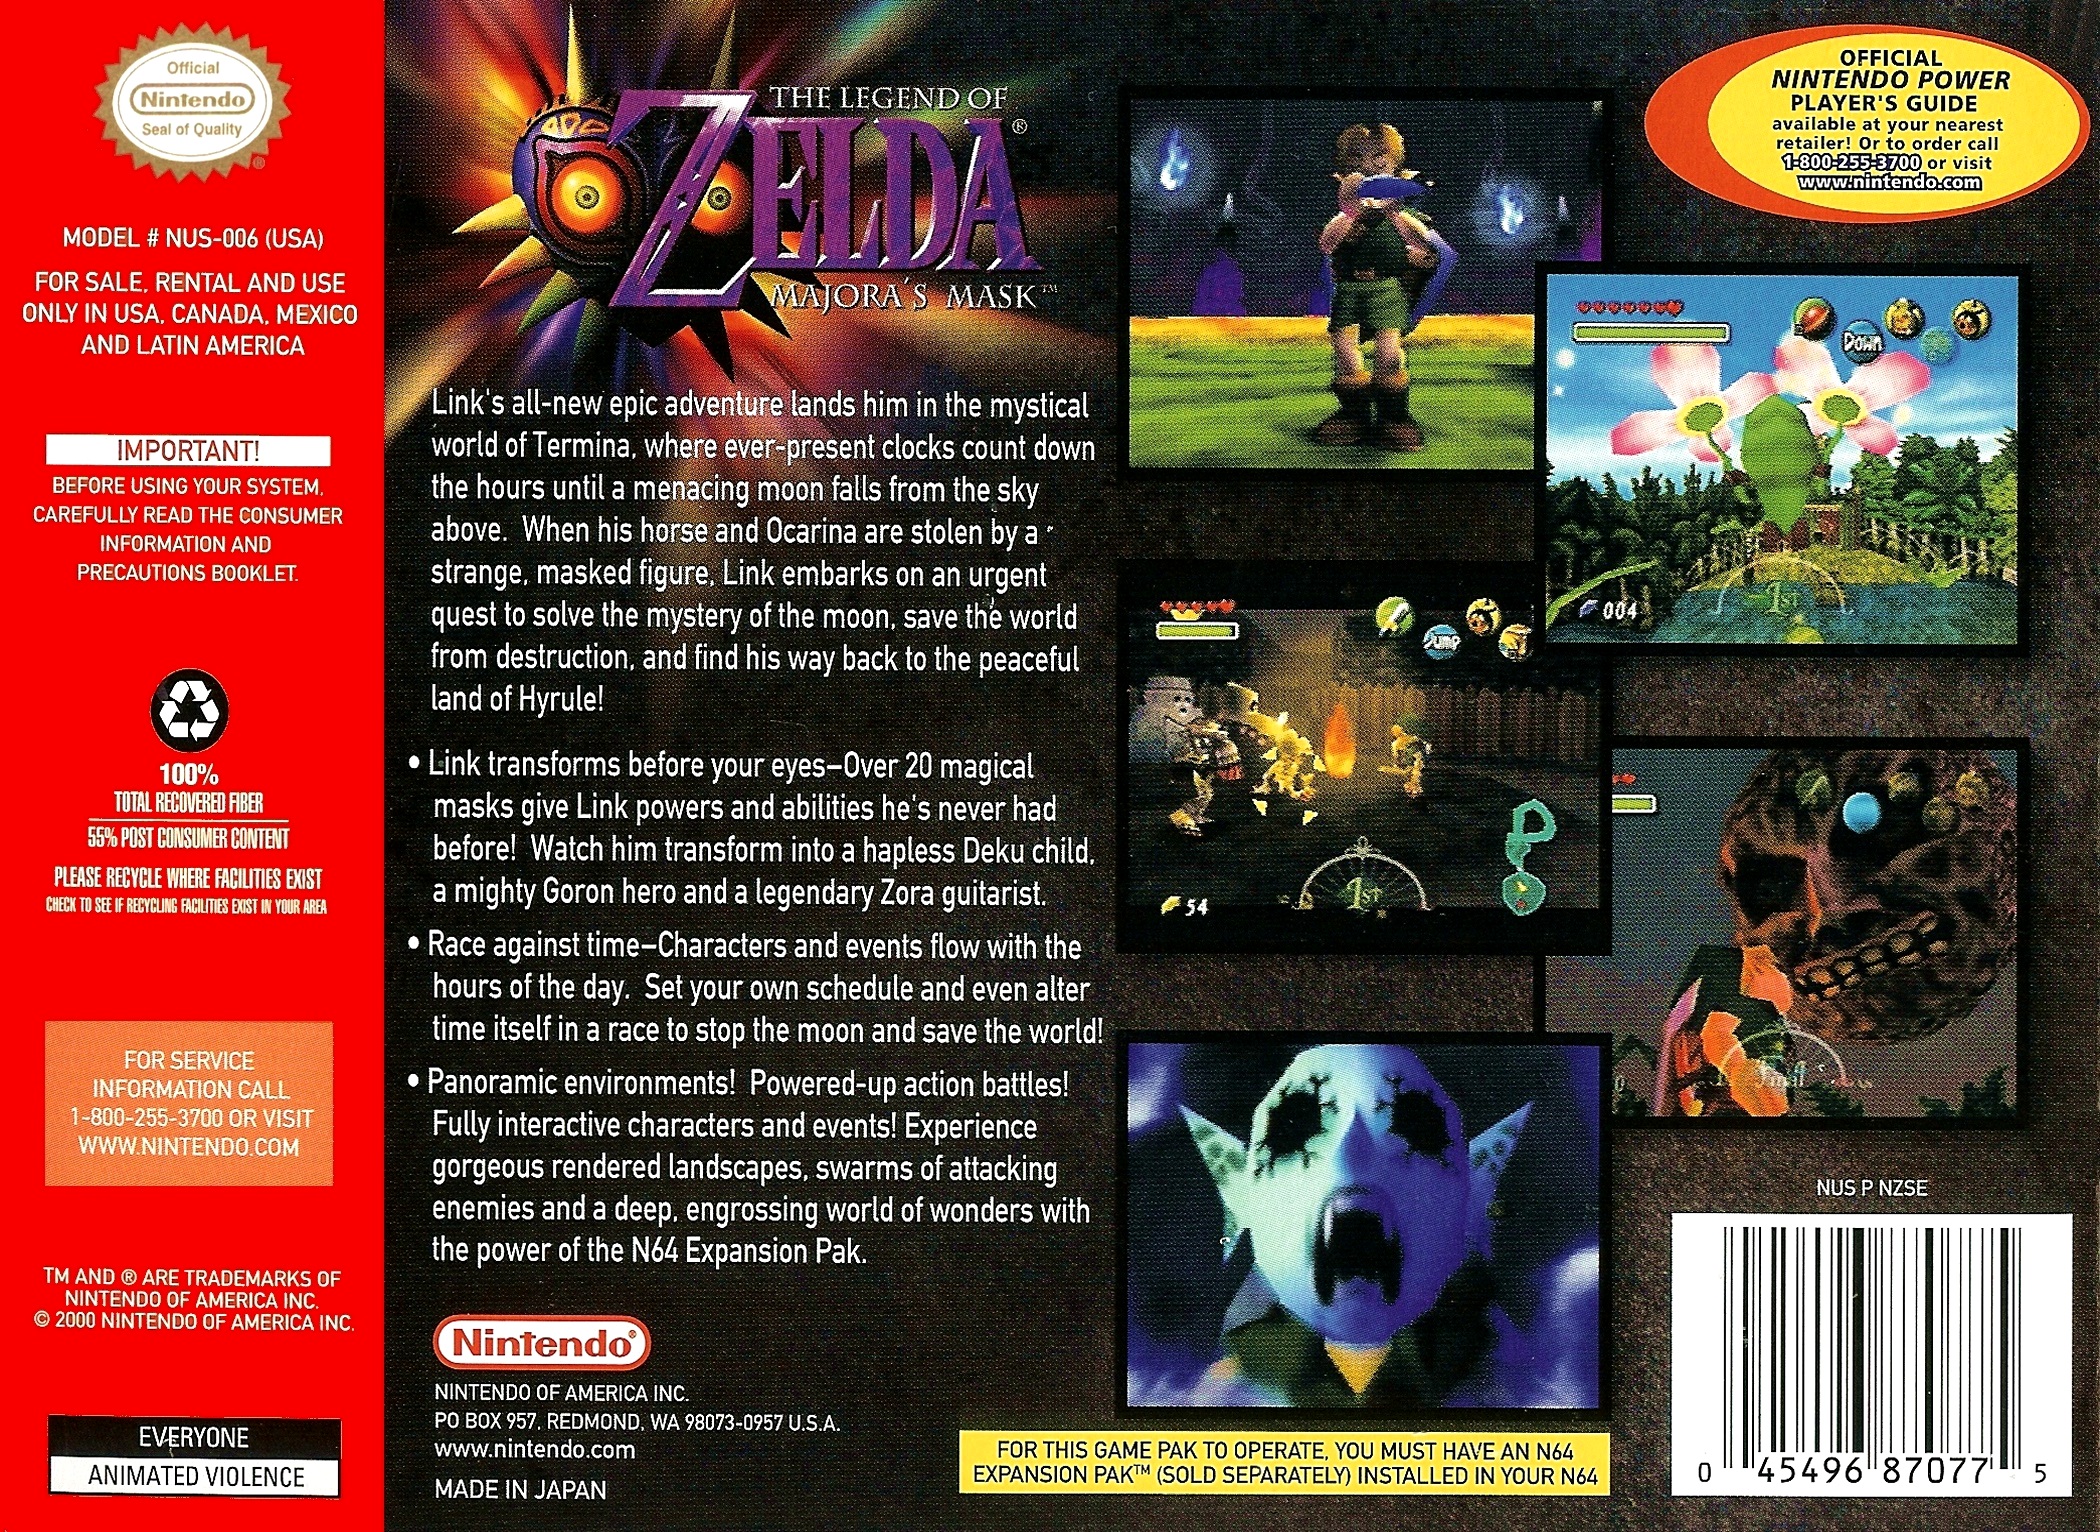 Official
Nintendo
Seal of Quality
®
MODEL # NUS-006 (USA)
FOR SALE, RENTAL AND USE
ONLY IN USA, CANADA, MEXICO
AND LATIN AMERICA
IMPORTANT!
BEFORE USING YOUR SYSTEM,
CAREFULLY READ THE CONSUMER
INFORMATION AND
PRECAUTIONS BOOKLET.
100%
TOTAL RECOVERED FIBER
55% POST CONSUMER CONTENT
PLEASE RECYCLE WHERE FACILITIES EXIST
CHECK TO SEE IF RECYCLING FACILITIES EXIST IN YOUR AREA
FOR SERVICE
INFORMATION CALL
1-800-255-3700 OR VISIT
WWW.NINTENDO.COM
TM AND ® ARE TRADEMARKS OF
NINTENDO OF AMERICA INC.
© 2000 NINTENDO OF AMERICA INC.
EVERYONE
ANIMATED VIOLENCE
THE LEGEND OF
ZELDA®
MAJORA'S MASK™
Link's all-new epic adventure lands him in the mystical
world of Termina, where ever-present clocks count down
the hours until a menacing moon falls from the sky
above. When his horse and Ocarina are stolen by a
strange, masked figure, Link embarks on an urgent
quest to solve the mystery of the moon, save the world
from destruction, and find his way back to the peaceful
land of Hyrule!
• Link transforms before your eyes–Over 20 magical
masks give Link powers and abilities he's never had
before! Watch him transform into a hapless Deku child,
a mighty Goron hero and a legendary Zora guitarist.
• Race against time–Characters and events flow with the
hours of the day. Set your own schedule and even alter
time itself in a race to stop the moon and save the world!
• Panoramic environments! Powered-up action battles!
Fully interactive characters and events! Experience
gorgeous rendered landscapes, swarms of attacking
enemies and a deep, engrossing world of wonders with
the power of the N64 Expansion Pak.
Nintendo®
NINTENDO OF AMERICA INC.
PO BOX 957, REDMOND, WA 98073-0957 U.S.A.
www.nintendo.com
MADE IN JAPAN
OFFICIAL
NINTENDO POWER
PLAYER'S GUIDE
available at your nearest
retailer! Or to order call
1-800-255-3700 or visit
www.nintendo.com
Down
1ST
004
Jump
1ST
54
Final
FOR THIS GAME PAK TO OPERATE, YOU MUST HAVE AN N64
EXPANSION PAK™ (SOLD SEPARATELY) INSTALLED IN YOUR N64
NUS P NZSE
0 45496 87077 5